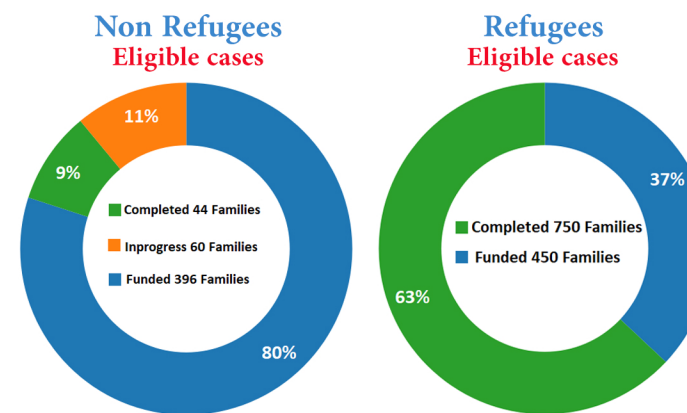 Non Refugees
Eligible cases
11%
9%
Completed 44 Families
Inprogress 60 Families
Funded 396 Families
80%
Refugees
Eligible cases
37%
Completed 750 Families
Funded 450 Families
63%